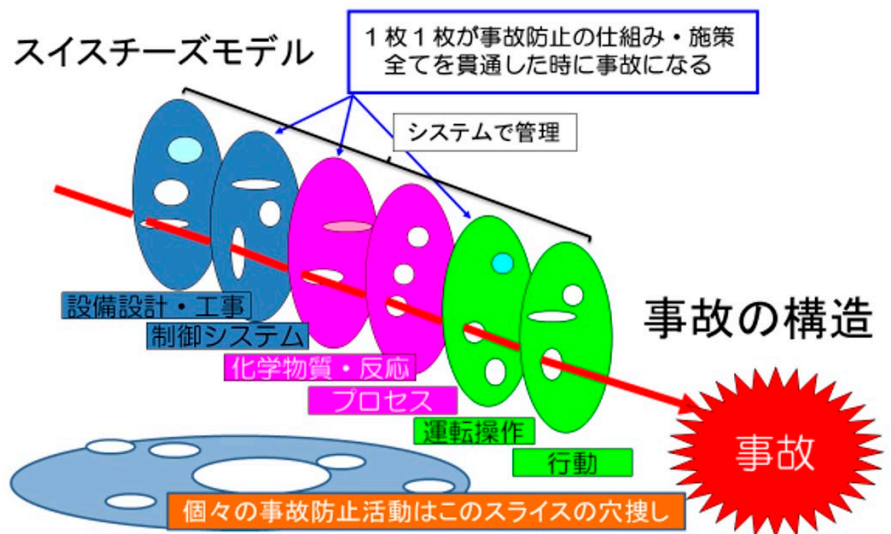 スイスチーズモデル
１枚１枚が事故防止の仕組み・施策
全てを貫通した時に事故になる
システムで管理
設備設計・工事
制御システム
化学物質・反応
プロセス
運転操作
行動
事故の構造
事故
個々の事故防止活動はこのスライスの穴捜し